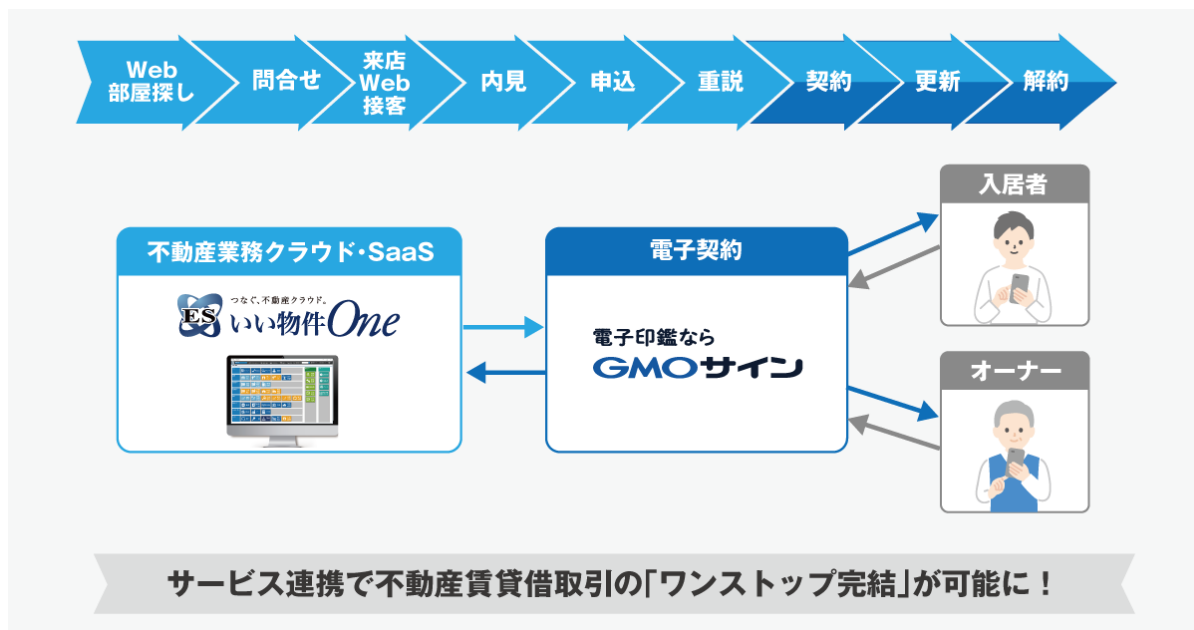 Web
部屋探し
問合せ
来店
Web
接客
内見
申込
重説
契約
更新
解約
入居者
不動産業務クラウド・SaaS
電子契約
つなぐ、不動産クラウド。
ES
いい物件One
電子印鑑なら
GMOサイン
オーナー
サービス連携で不動産賃貸借取引の「ワンストップ完結」が可能に！